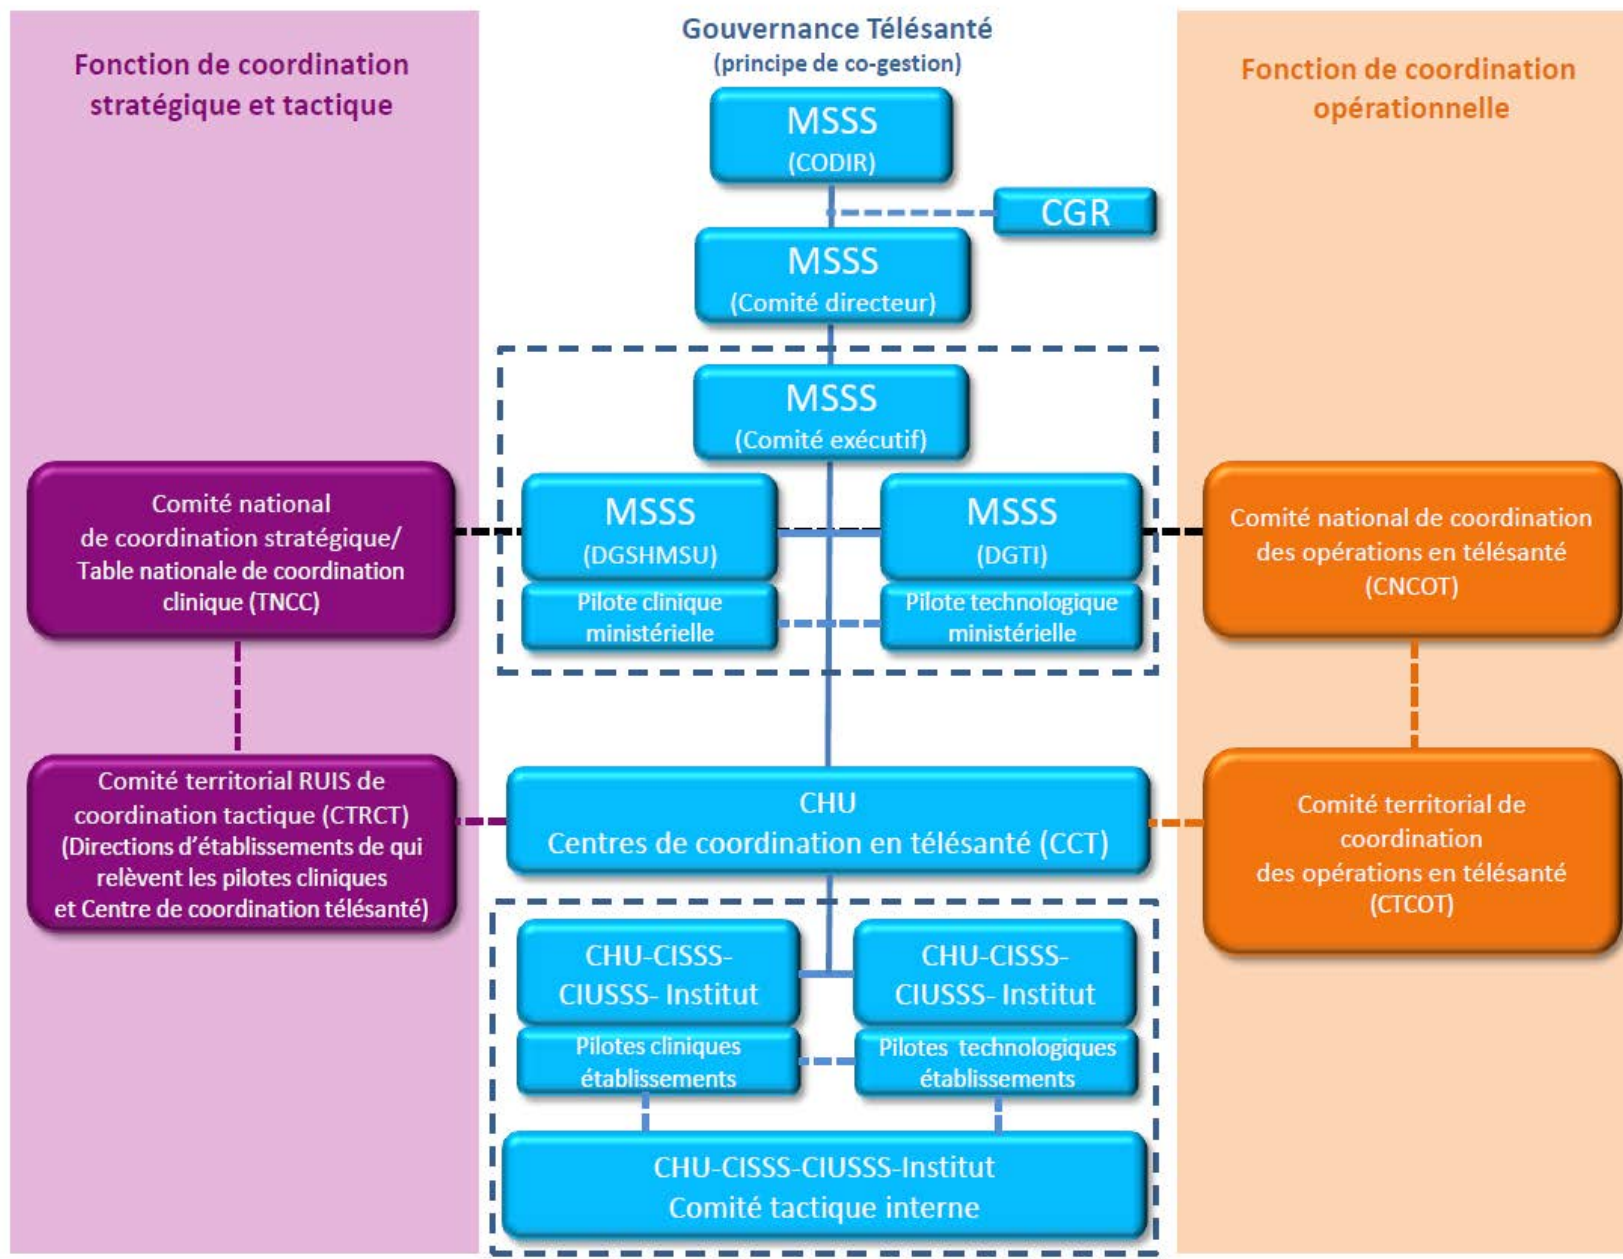 Fonction de coordination
stratégique et tactique
Gouvernance Télésanté
(principe de co-gestion)
Fonction de coordination
opérationnelle
MSSS
(CODIR)
CGR
MSSS
(Comité directeur)
MSSS
(Comité exécutif)
Comité national
de coordination stratégique/
Table nationale de coordination
clinique (TNCC)
MSSS
(DGSHMSU)
Pilote clinique
ministérielle
MSSS
(DGTI)
Pilote technologique
ministérielle
Comité national de coordination
des opérations en télésanté
(CNCOT)
Comité territorial RUIS de
coordination tactique (CTRCT)
(Directions d'établissements de qui
relèvent les pilotes cliniques
et Centre de coordination télésanté)
CHU
Centres de coordination en télésanté (CCT)
Comité territorial de
coordination
des opérations en télésanté
(CTCOT)
CHU-CISSS-
CIUSSS- Institut
Pilotes cliniques
établissements
CHU-CISSS-
CIUSSS- Institut
Pilotes technologiques
établissements
CHU-CISSS-CIUSSS-Institut
Comité tactique interne